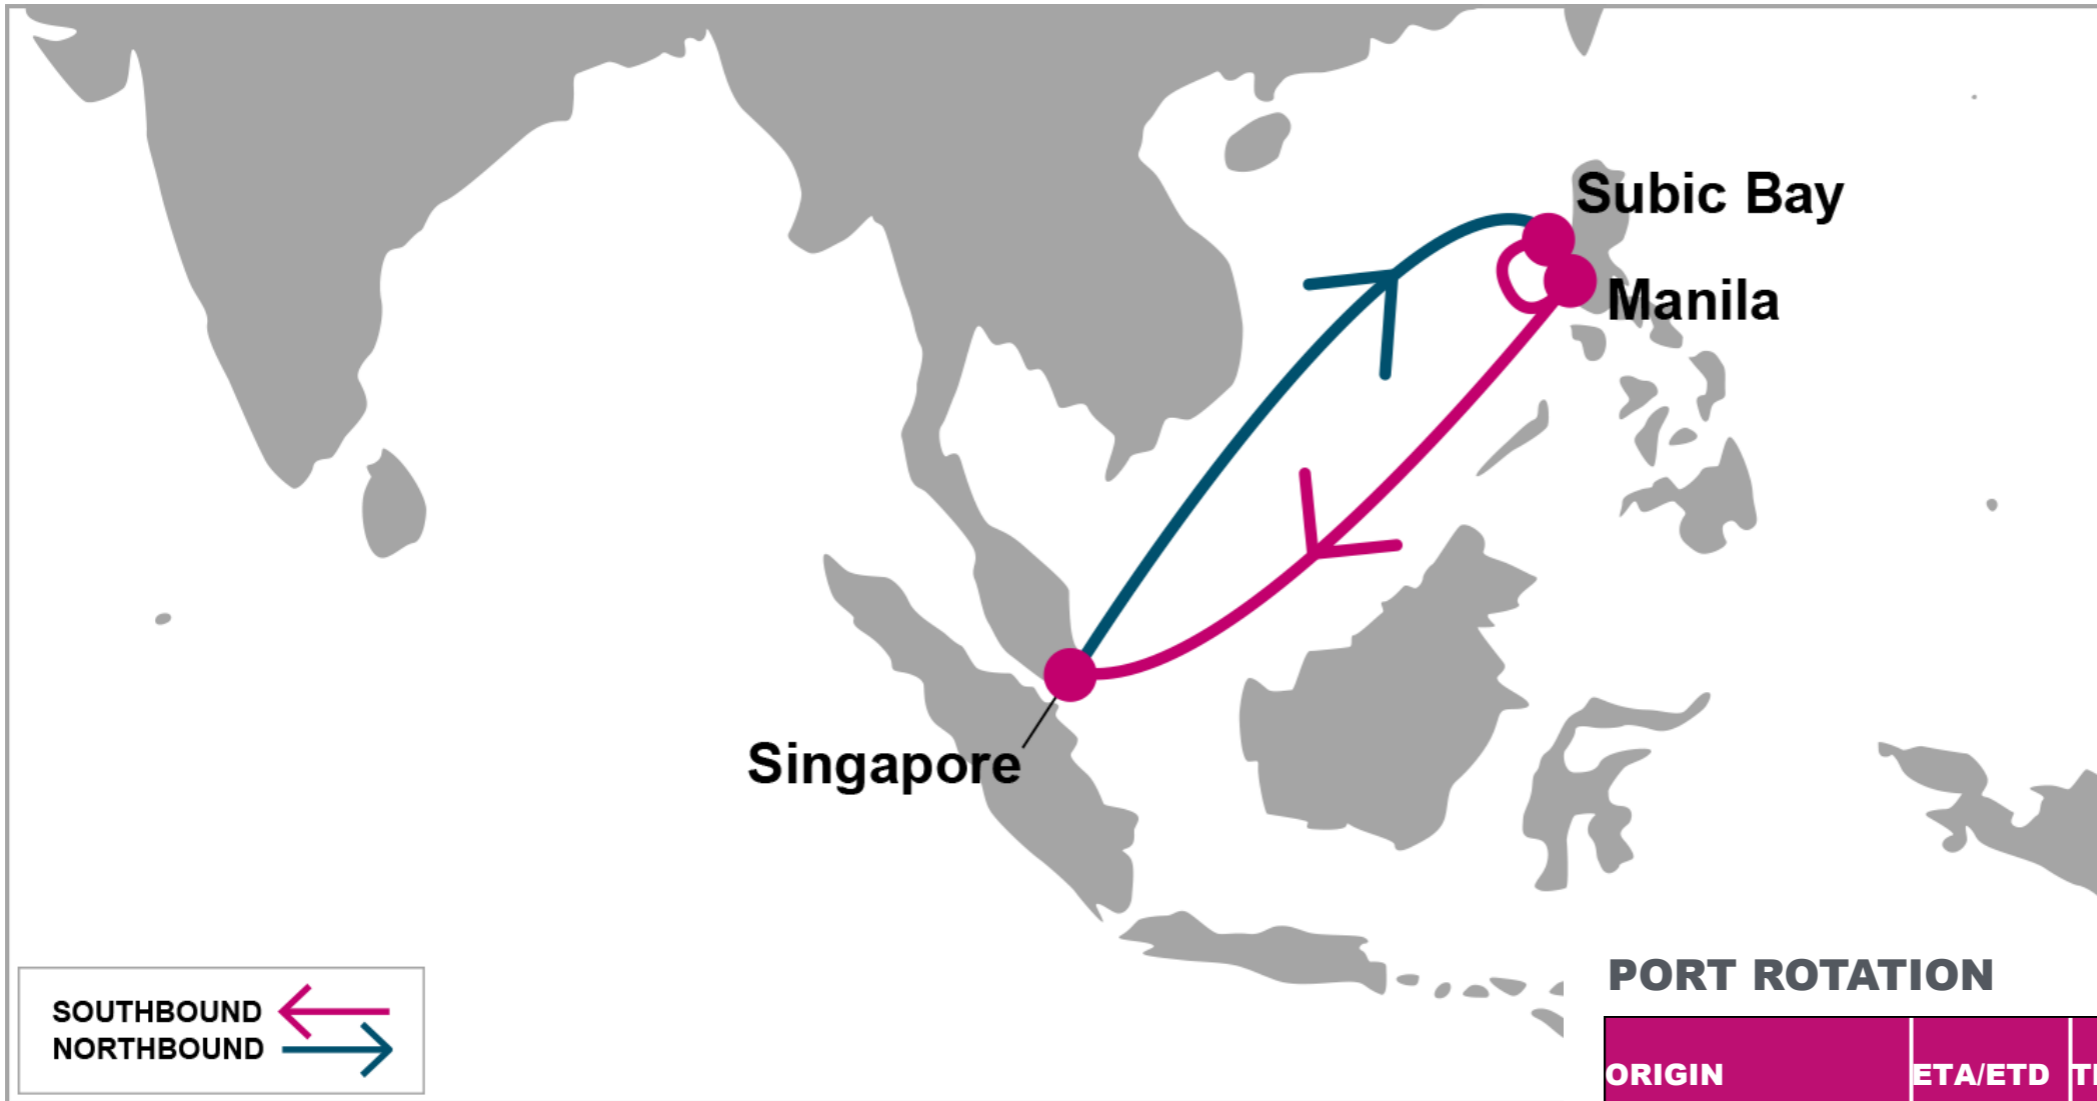 Subic Bay
Manila
Singapore
SOUTHBOUND
NORTHBOUND
PORT ROTATION
ORIGIN ETA/ETD